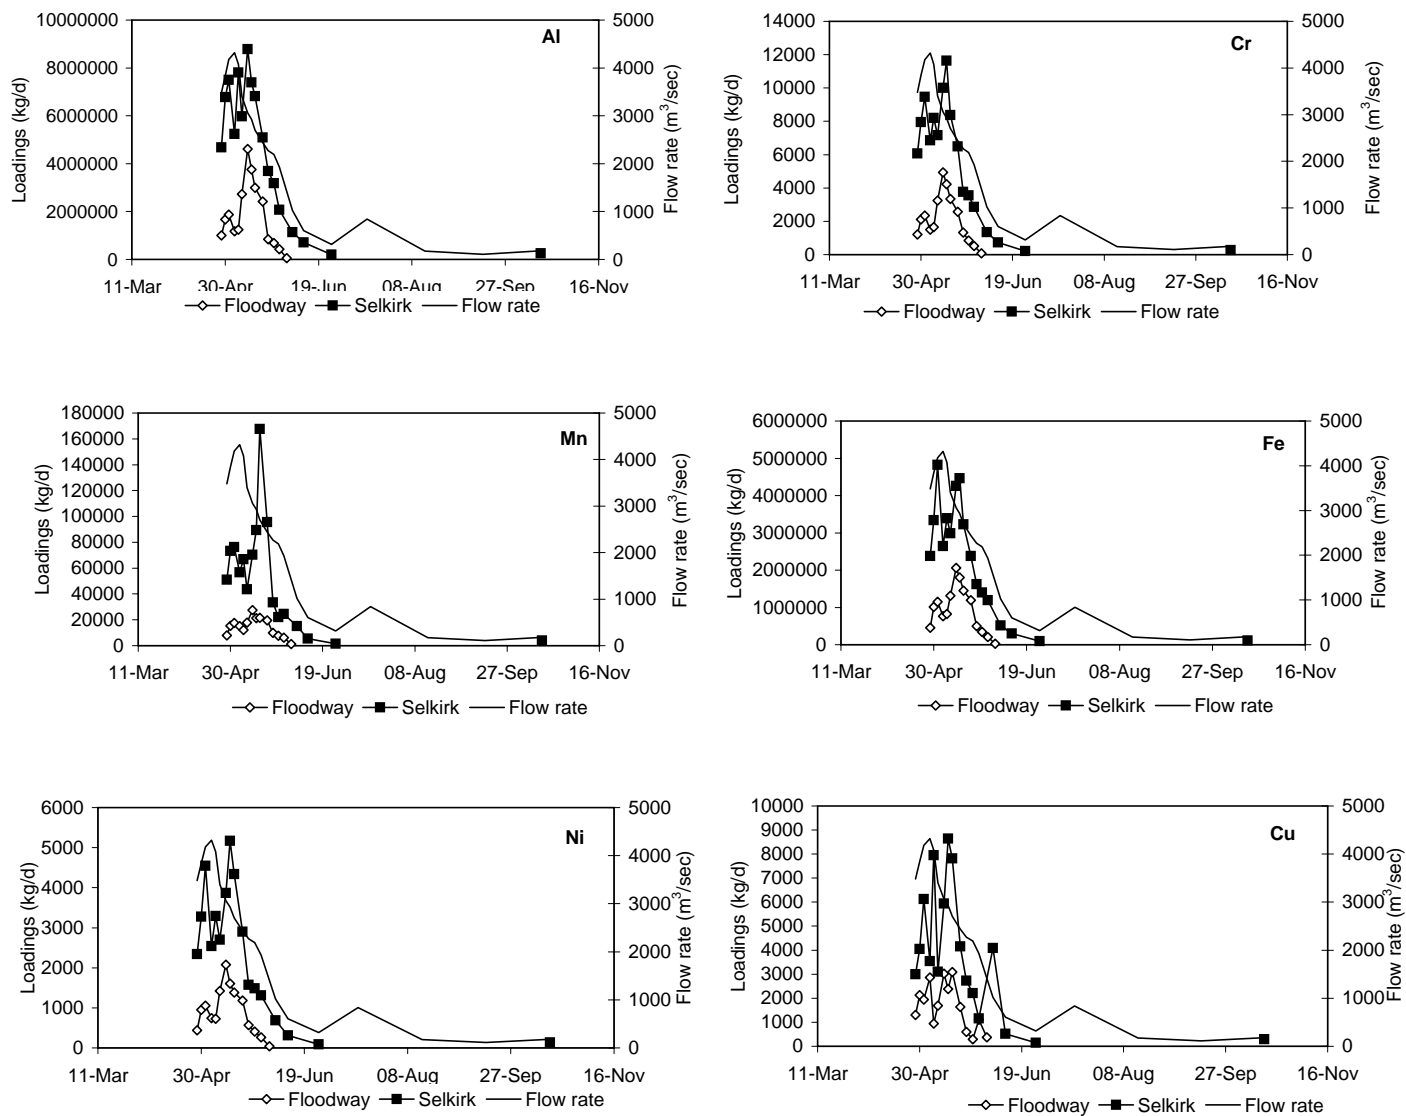 Al
Loadings (kg/d)
10000000
8000000
6000000
4000000
2000000
0
5000
4000
3000
2000
1000
0
Flow rate (m³/sec)
11-Mar 30-Apr 19-Jun 08-Aug 27-Sep 16-Nov
Floodway Selkirk Flow rate
Cr
Loadings (kg/d)
14000
12000
10000
8000
6000
4000
2000
0
5000
4000
3000
2000
1000
0
Flow rate (m³/sec)
11-Mar 30-Apr 19-Jun 08-Aug 27-Sep 16-Nov
Floodway Selkirk Flow rate
Mn
Loadings (kg/d)
180000
160000
140000
120000
100000
80000
60000
40000
20000
0
5000
4000
3000
2000
1000
0
Flow rate (m³/sec)
11-Mar 30-Apr 19-Jun 08-Aug 27-Sep 16-Nov
Floodway Selkirk Flow rate
Fe
Loadings (kg/d)
6000000
5000000
4000000
3000000
2000000
1000000
0
5000
4000
3000
2000
1000
0
Flow rate (m³/sec)
11-Mar 30-Apr 19-Jun 08-Aug 27-Sep 16-Nov
Floodway Selkirk Flow rate
Ni
Loadings (kg/d)
6000
5000
4000
3000
2000
1000
0
5000
4000
3000
2000
1000
0
Flow rate (m³/sec)
11-Mar 30-Apr 19-Jun 08-Aug 27-Sep 16-Nov
Floodway Selkirk Flow rate
Cu
Loadings (kg/d)
10000
9000
8000
7000
6000
5000
4000
3000
2000
1000
0
5000
4000
3000
2000
1000
0
Flow rate (m³/sec)
11-Mar 30-Apr 19-Jun 08-Aug 27-Sep 16-Nov
Floodway Selkirk Flow rate